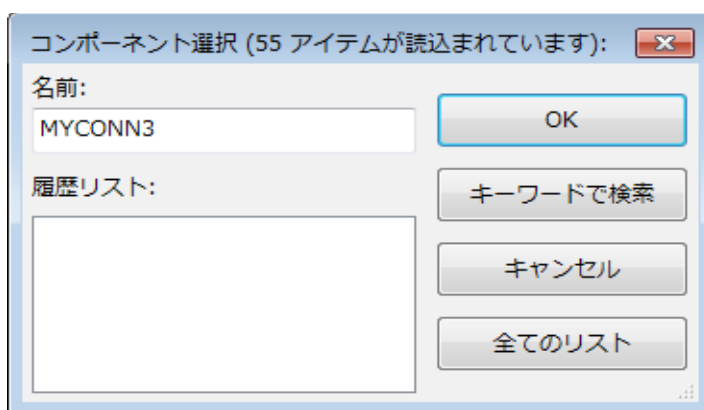 コンポーネント選択 (55 アイテムが読込まれています):
名前:
MYCONN3
OK
履歴リスト:
キーワードで検索
キャンセル
全てのリスト